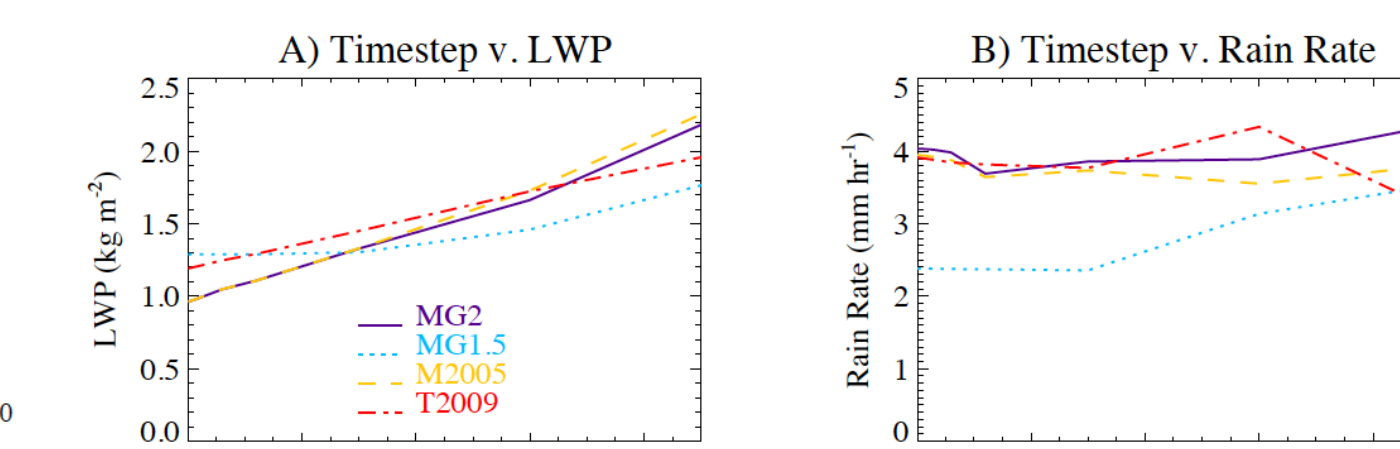 A) Timestep v. LWP
2.5
2.0
1.5
1.0
0.5
0.0
LWP (kg m-2)
MG2
MG1.5
M2005
T2009
0
B) Timestep v. Rain Rate
5
4
3
2
1
0
Rain Rate (mm hr-1)